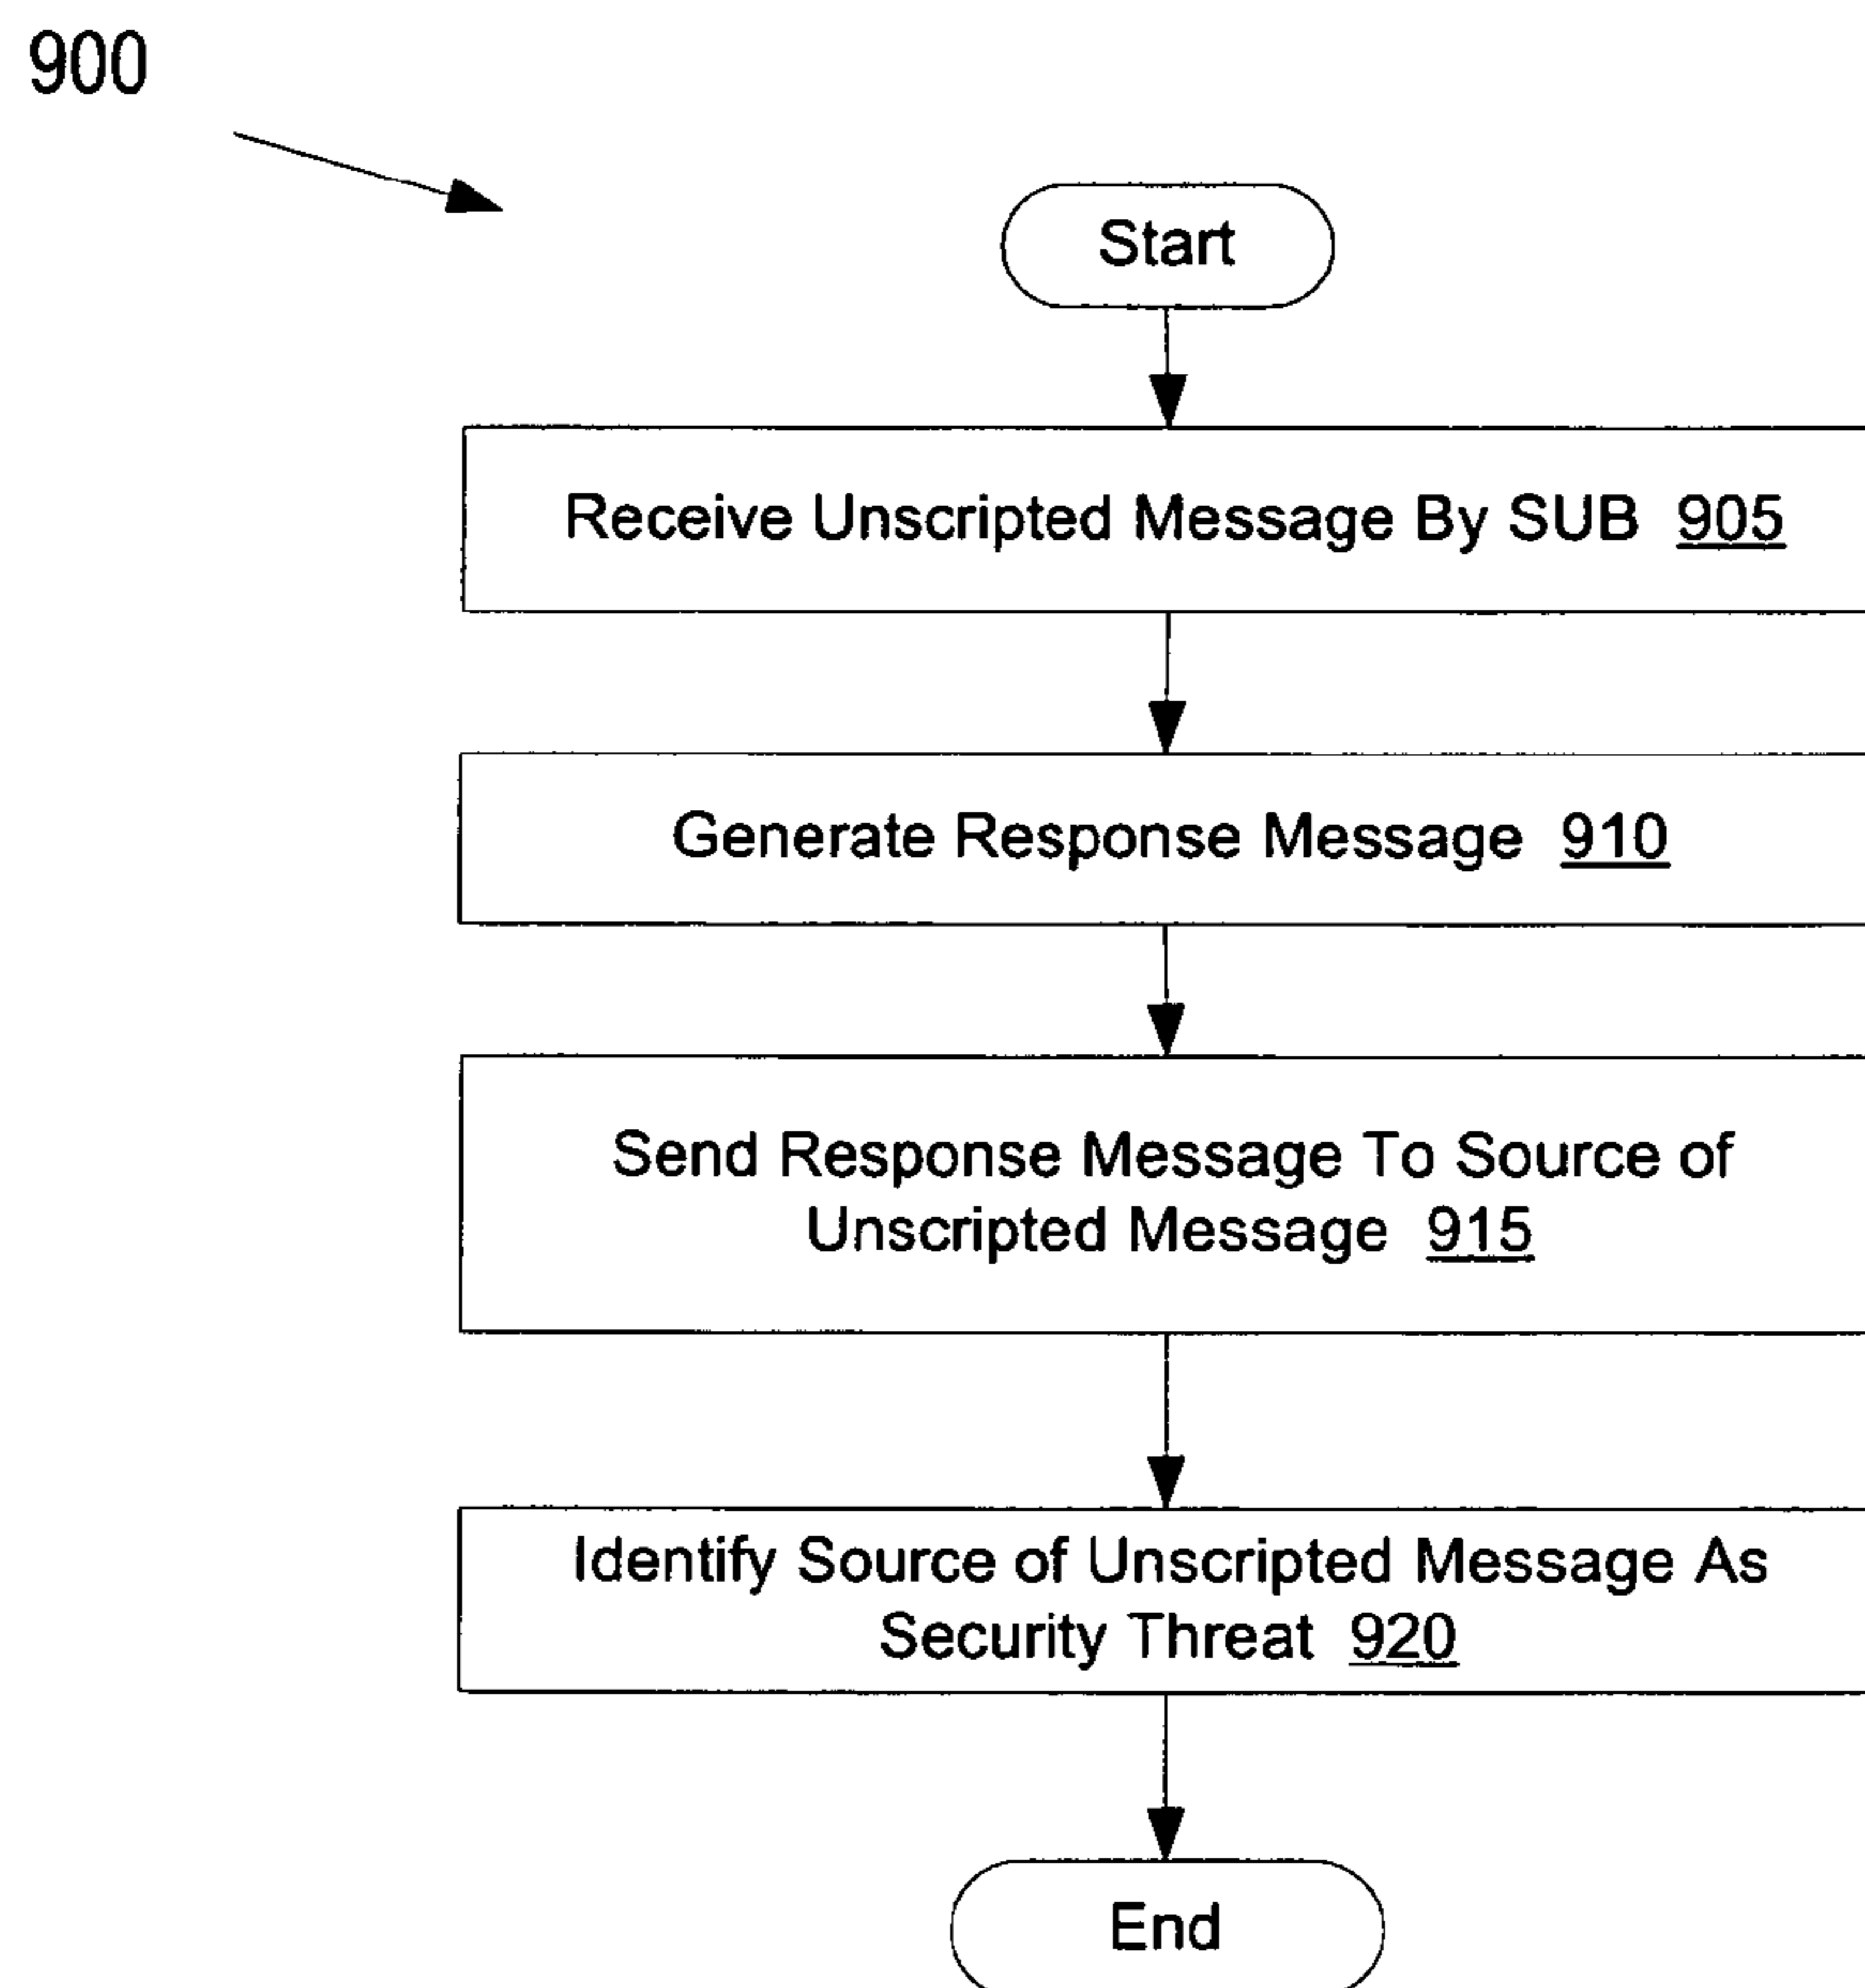 900
Start
Receive Unscripted Message By SUB 905
Generate Response Message 910
Send Response Message To Source of
Unscripted Message 915
Identify Source of Unscripted Message As
Security Threat 920
End